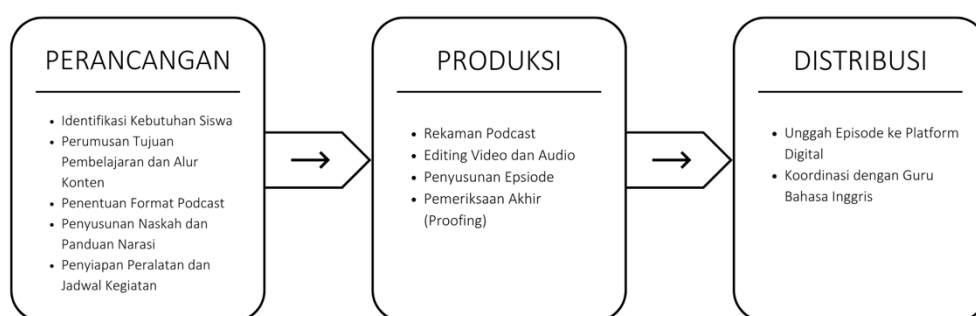 PERANCANGAN
• Identifikasi Kebutuhan Siswa
• Perumusan Tujuan
Pembelajaran dan Alur
Konten
• Penentuan Format Podcast
• Penyusunan Naskah dan
Panduan Narasi
• Penyiapan Peralatan dan
Jadwal Kegiatan
PRODUKSI
• Rekaman Podcast
• Editing Video dan Audio
• Penyusunan Epsiode
• Pemeriksaan Akhir
(Proofing)
DISTRIBUSI
• Unggah Episode ke Platform
Digital
• Koordinasi dengan Guru
Bahasa Inggris